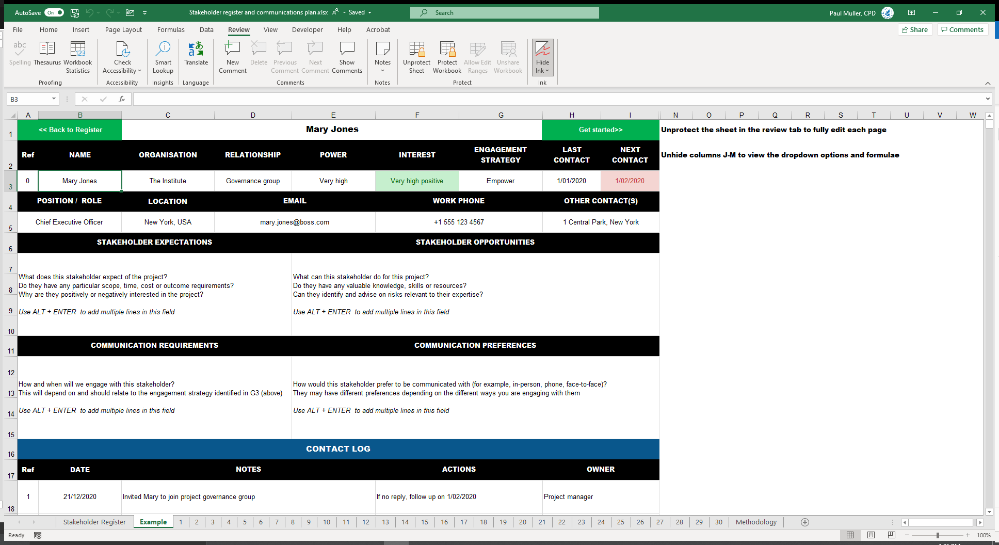 AutoSave On Stakeholder register and communications plan.xlsx - Saved Search Paul Muller, CPD
File Home Insert Page Layout Formulas Data Review View Developer Help Acrobat Share Comments
abc
123
Spelling Thesaurus Workbook Statistics
Check Accessibility
Smart Lookup
Translate
New Comment Delete Previous Comment Next Comment Show Comments
Notes
Unprotect Sheet Protect Workbook Allow Edit Ranges Unshare Workbook
Hide Ink
Proofing Accessibility Insights Language Comments Notes Protect Ink
B3 fx
A B C D E F G H I N O P Q R S T U V W
1 << Back to Register Mary Jones Get started>> Unprotect the sheet in the review tab to fully edit each page
2 Ref NAME ORGANISATION RELATIONSHIP POWER INTEREST ENGAGEMENT STRATEGY LAST CONTACT NEXT CONTACT Unhide columns J-M to view the dropdown options and formulae
3 0 Mary Jones The Institute Governance group Very high Very high positive Empower 1/01/2020 1/02/2020
4 POSITION / ROLE LOCATION EMAIL WORK PHONE OTHER CONTACT(S)
5 Chief Executive Officer New York, USA mary.jones@boss.com +1 555 123 4567 1 Central Park, New York
6 STAKEHOLDER EXPECTATIONS STAKEHOLDER OPPORTUNITIES
7
What does this stakeholder expect of the project? What can this stakeholder do for this project?
8 Do they have any particular scope, time, cost or outcome requirements? Do they have any valuable knowledge, skills or resources?
Why are they positively or negatively interested in the project? Can they identify and advise on risks relevant to their expertise?
9 Use ALT + ENTER to add multiple lines in this field Use ALT + ENTER to add multiple lines in this field
10
11 COMMUNICATION REQUIREMENTS COMMUNICATION PREFERENCES
12
How and when will we engage with this stakeholder? How would this stakeholder prefer to be communicated with (for example, in-person, phone, face-to-face)?
13 This will depend on and should relate to the engagement strategy identified in G3 (above) They may have different preferences depending on the different ways you are engaging with them
14 Use ALT + ENTER to add multiple lines in this field Use ALT + ENTER to add multiple lines in this field
15
16 CONTACT LOG
17 Ref DATE NOTES ACTIONS OWNER
18 1 21/12/2020 Invited Mary to join project governance group If no reply, follow up on 1/02/2020 Project manager
Stakeholder Register Example 1 2 3 4 5 6 7 8 9 10 11 12 13 14 15 16 17 18 19 20 21 22 23 24 25 26 27 28 29 30 Methodology
Ready 100%